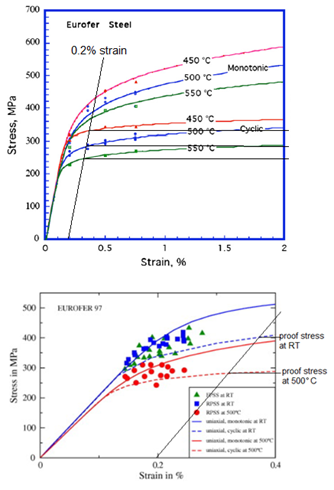 Eurofer Steel
0.2% strain
450 °C
500 °C
Monotonic
550 °C
450 °C
500 °C
Cyclic
550 °C
700
600
500
400
300
200
100
0
Stress, MPa
0 0.5 1 1.5 2
Strain, %
EUROFER 97
500
400
300
200
100
0
Stress in MPa
proof stress
at RT
proof stress
at 500°C
RPSS at RT
RPSS at 500°C
uniaxial, monotonic at RT
uniaxial, cyclic at RT
uniaxial, monotonic at 500°C
uniaxial, cyclic at 500°C
0 0.2 0.4
Strain in %